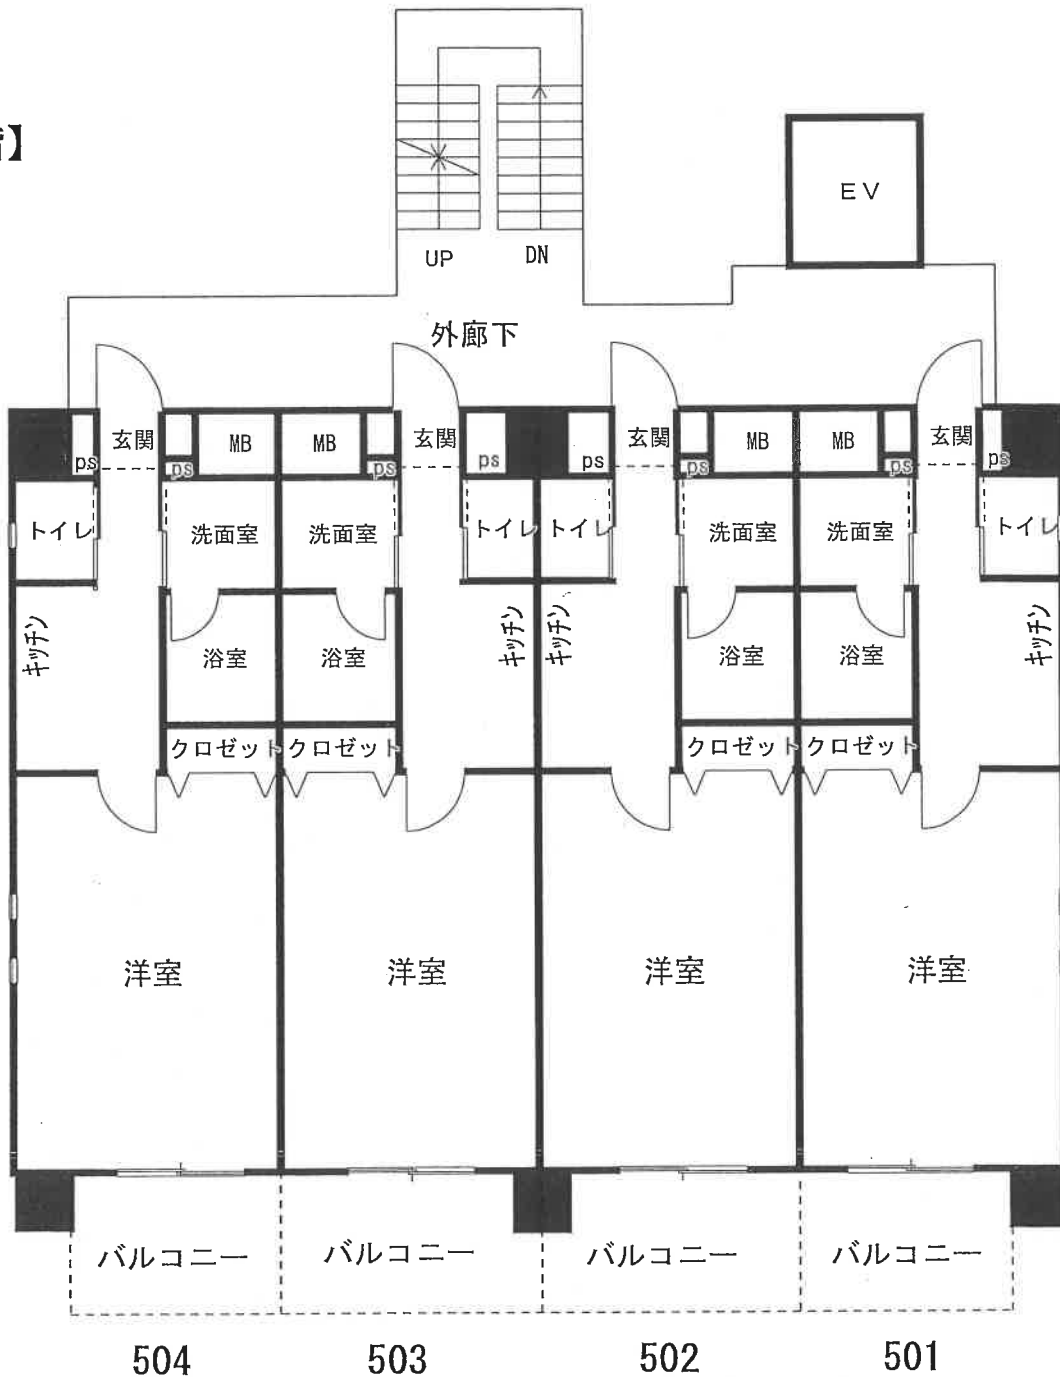 階】
EV
UP DN
外廊下
玄関 MB MB 玄関 玄関 MB MB 玄関
ps ps ps ps ps ps ps ps
トイレ 洗面室 洗面室 トイレ トイレ 洗面室 洗面室 トイレ
キッチン 浴室 浴室 キッチン キッチン 浴室 浴室 キッチン
クロゼット クロゼット クロゼット クロゼット
洋室 洋室 洋室 洋室
バルコニー バルコニー バルコニー バルコニー
504 503 502 501